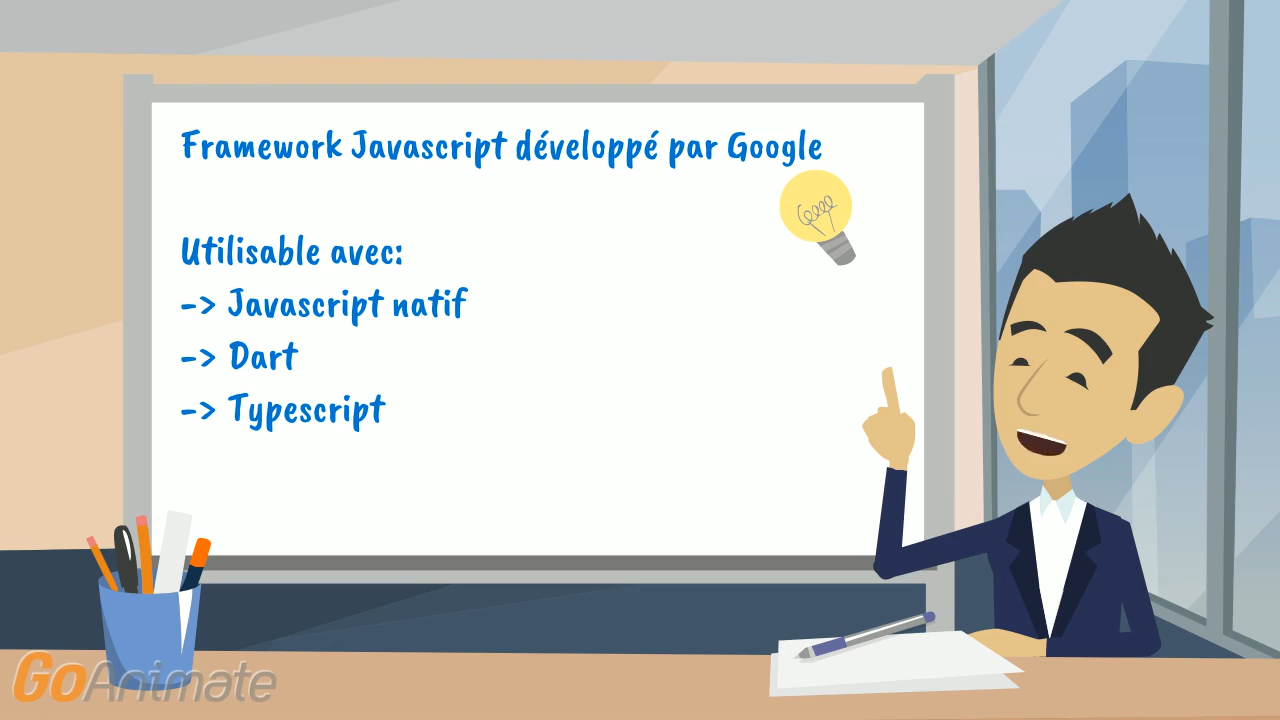 Framework Javascript développé par Google
Utilisable avec:
-> Javascript natif
-> Dart
-> Typescript
GoAnimate